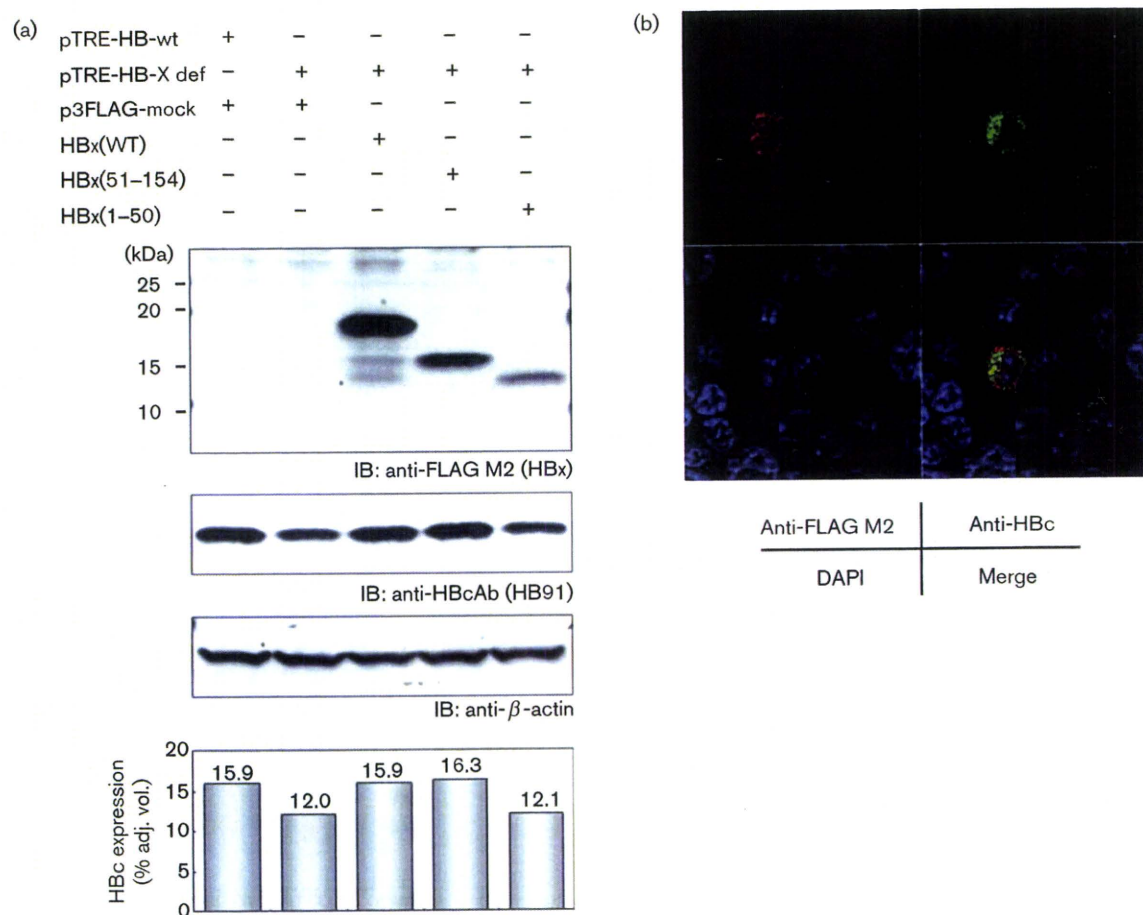 (a)
pTRE-HB-wt + − − − −
pTRE-HB-X def − + + + +
p3FLAG-mock + + − − −
HBx(WT) − − + − −
HBx(51–154) − − − + −
HBx(1–50) − − − − +
(kDa)
25
20
15
10
IB: anti-FLAG M2 (HBx)
IB: anti-HBcAb (HB91)
IB: anti-β-actin
HBc expression
(% adj. vol.)
20
15
10
5
0
15.9
12.0
15.9
16.3
12.1
(b)
Anti-FLAG M2
Anti-HBc
DAPI
Merge